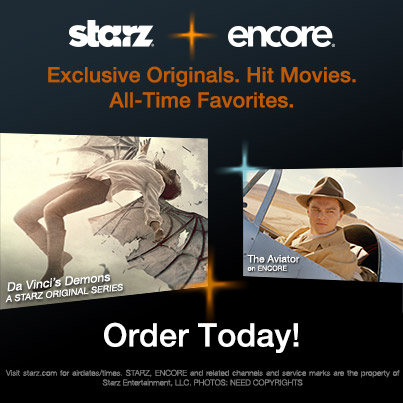 starz + encore.
Exclusive Originals. Hit Movies.
All-Time Favorites.
Da Vinci's Demons
A STARZ ORIGINAL SERIES
The Aviator
on ENCORE
Order Today!
Visit starz.com for airdates/times. STARZ, ENCORE and related channels and service marks are the property of
Starz Entertainment, LLC. PHOTOS: NEED COPYRIGHTS